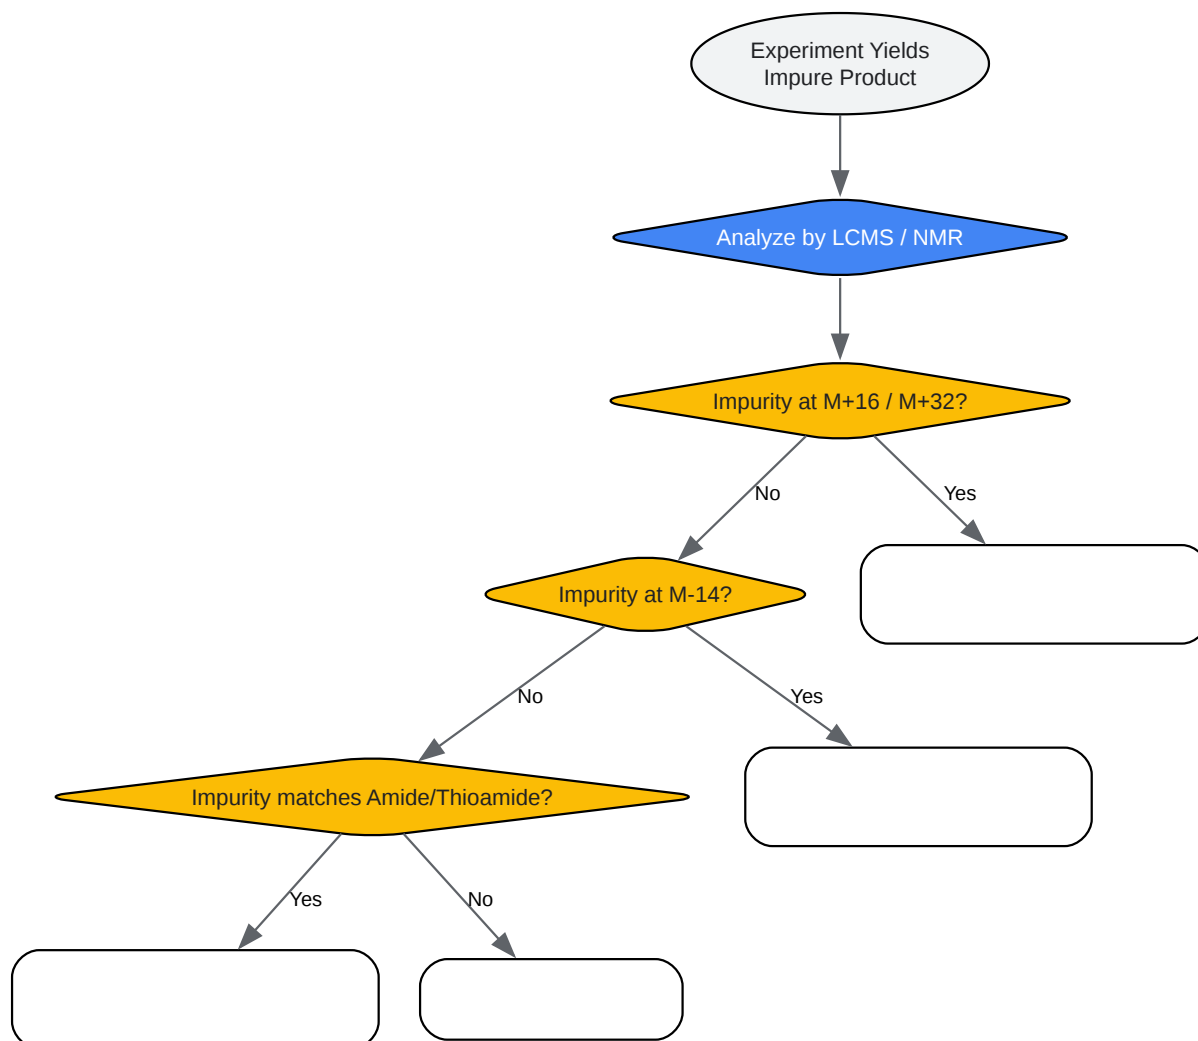 Experiment Yields
Impure Product
Analyze by LCMS / NMR
Impurity at M+16 / M+32?
No
Yes
Impurity at M-14?
No
Yes
Impurity matches Amide/Thioamide?
Yes
No